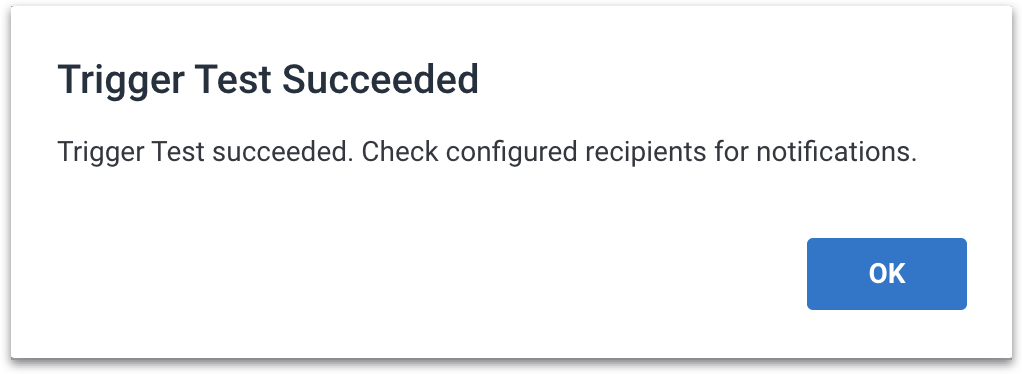 Trigger Test Succeeded
Trigger Test succeeded. Check configured recipients for notifications.
OK